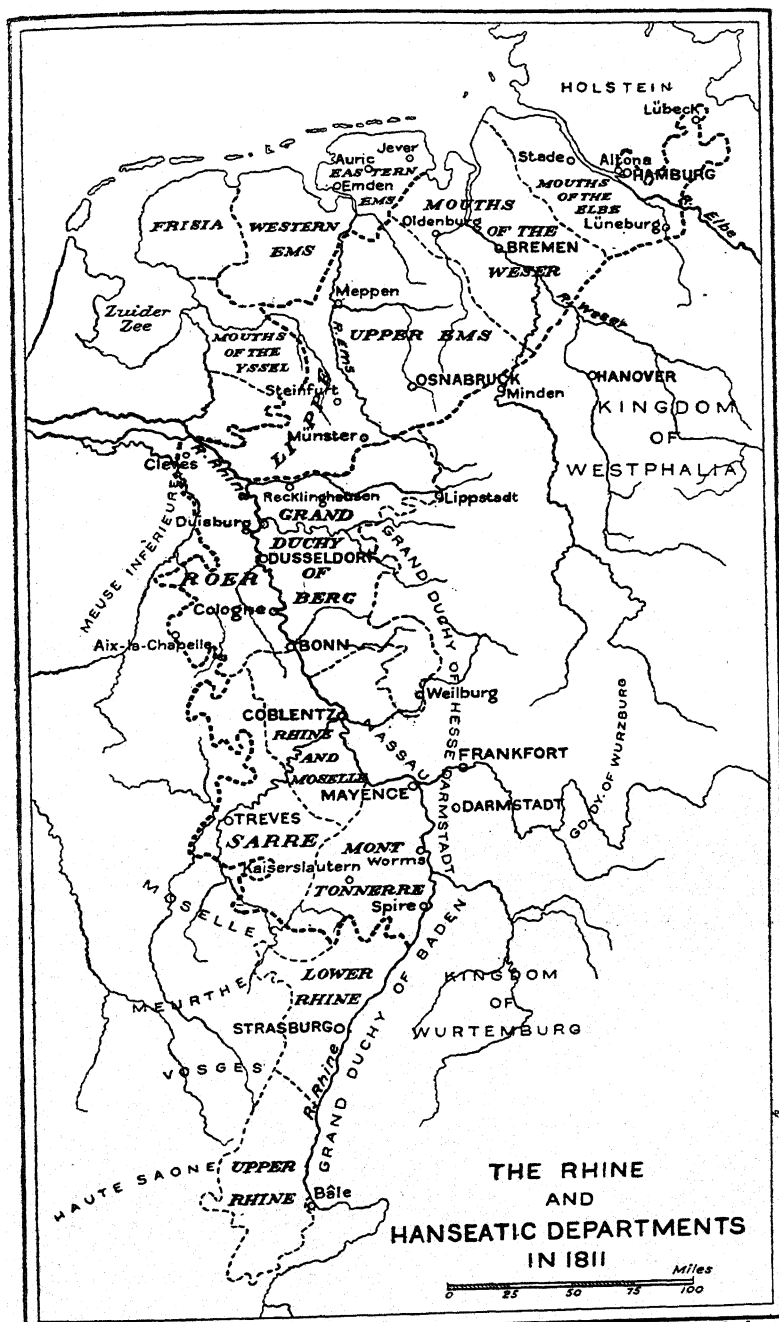 HOLSTEIN
Lübeck
Jever
Auric
EASTERN
Emden
EMS
Stade
Altona
HAMBURG
MOUTHS
OF THE
ELBE
Lüneburg
R. Elbe
FRISIA
WESTERN
EMS
MOUTHS
OF THE
WESER
Oldenburg
BREMEN
Zuider
Zee
Meppen
R. Ems
UPPER EMS
R. Weser
MOUTHS
OF THE
YSSEL
Steinfurt
LIPPE
OSNABRUCK
Minden
HANOVER
KINGDOM
OF
WESTPHALIA
Münster
Cleves
R. Rhine
Recklinghausen
Lippstadt
MEUSE INFÉRIEURE
Duisburg
GRAND
DUCHY
OF
BERG
DUSSELDORF
ROER
Cologne
GRAND DUCHY OF HESSE DARMSTADT
Aix-la-Chapelle
BONN
Weilburg
COBLENTZ
NASSAU
RHINE
AND
MOSELLE
FRANKFORT
GD. DY. OF WURZBURG
MAYENCE
DARMSTADT
TREVES
SARRE
MONT
TONNERRE
Worms
Kaiserslautern
Spire
MOSELLE
MEURTHE
LOWER
RHINE
GRAND DUCHY OF BADEN
KINGDOM
OF
WURTEMBURG
STRASBURG
VOSGES
R. Rhine
HAUTE SAONE
UPPER
RHINE
Bâle
THE RHINE
AND
HANSEATIC DEPARTMENTS
IN 1811
Miles
0 25 50 75 100